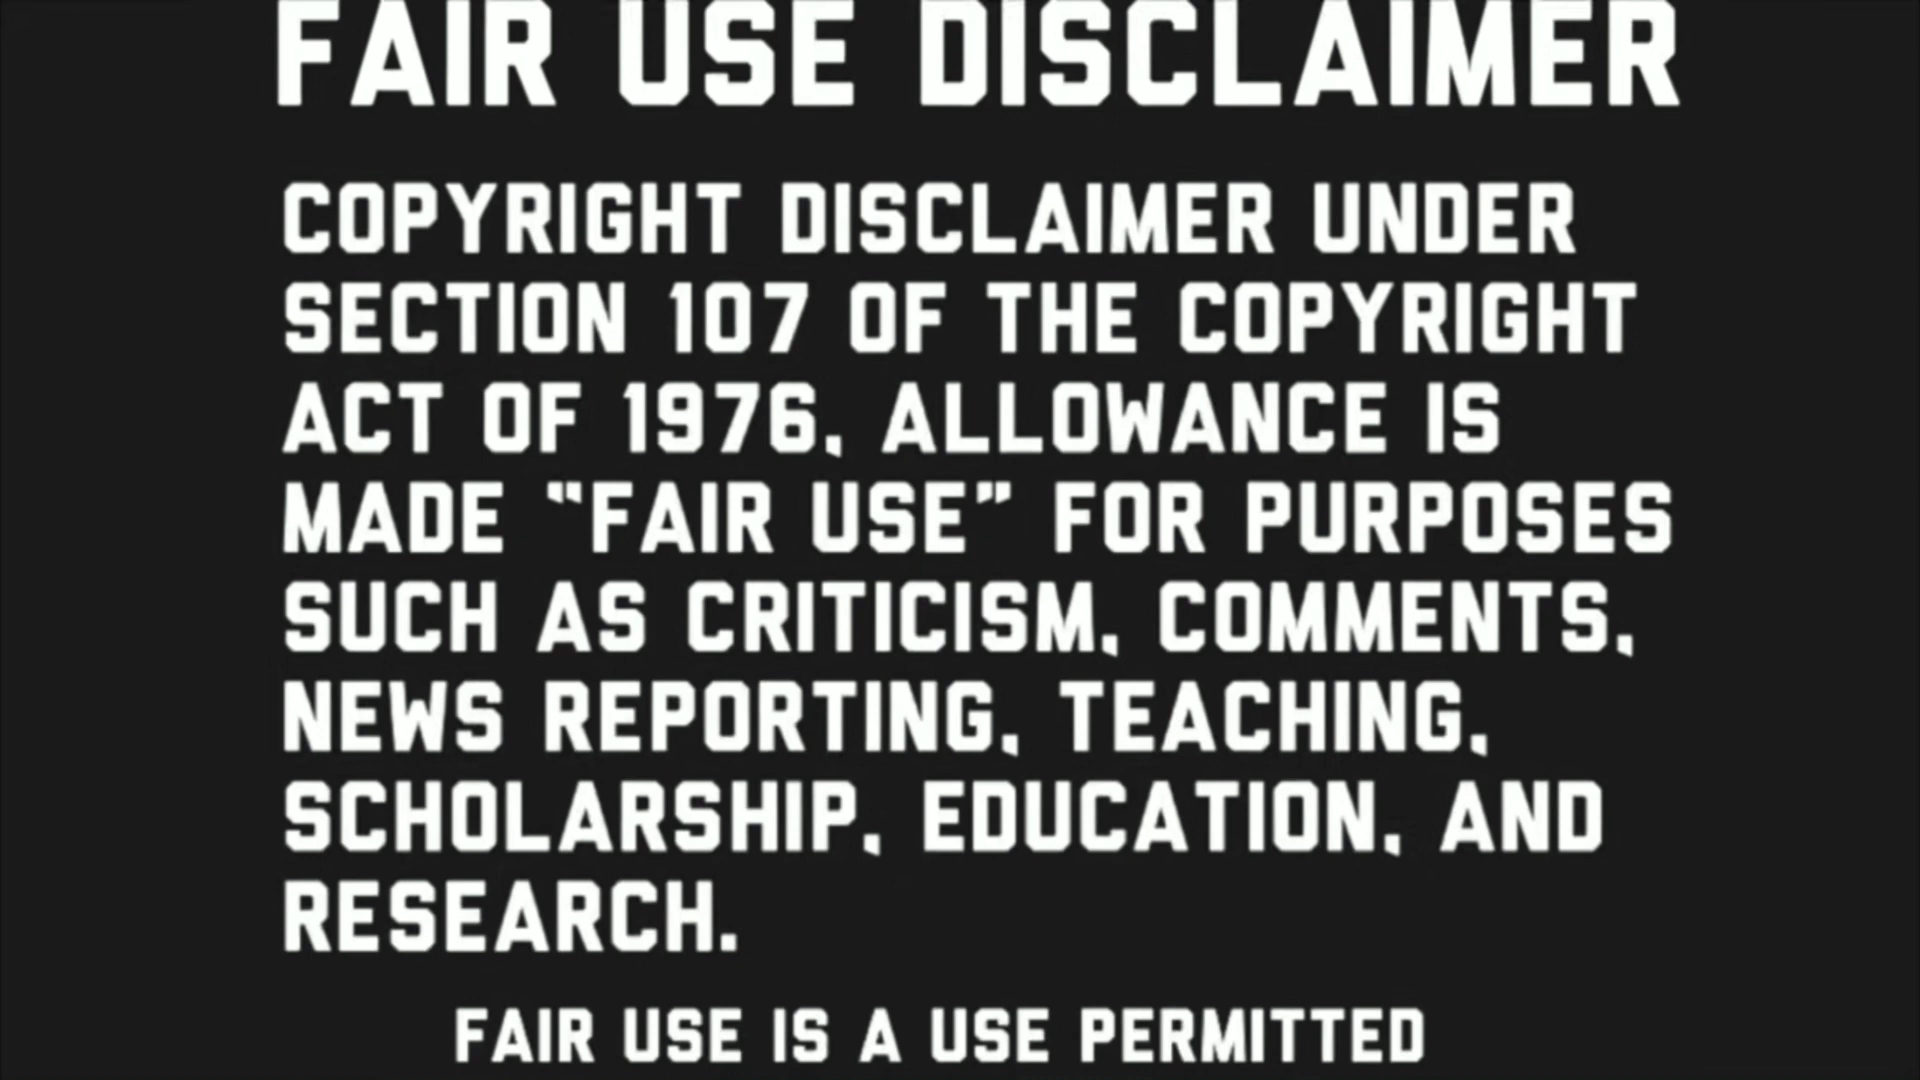 FAIR USE DISCLAIMER
COPYRIGHT DISCLAIMER UNDER
SECTION 107 OF THE COPYRIGHT
ACT OF 1976, ALLOWANCE IS
MADE "FAIR USE" FOR PURPOSES
SUCH AS CRITICISM, COMMENTS,
NEWS REPORTING, TEACHING,
SCHOLARSHIP, EDUCATION, AND
RESEARCH.
FAIR USE IS A USE PERMITTED